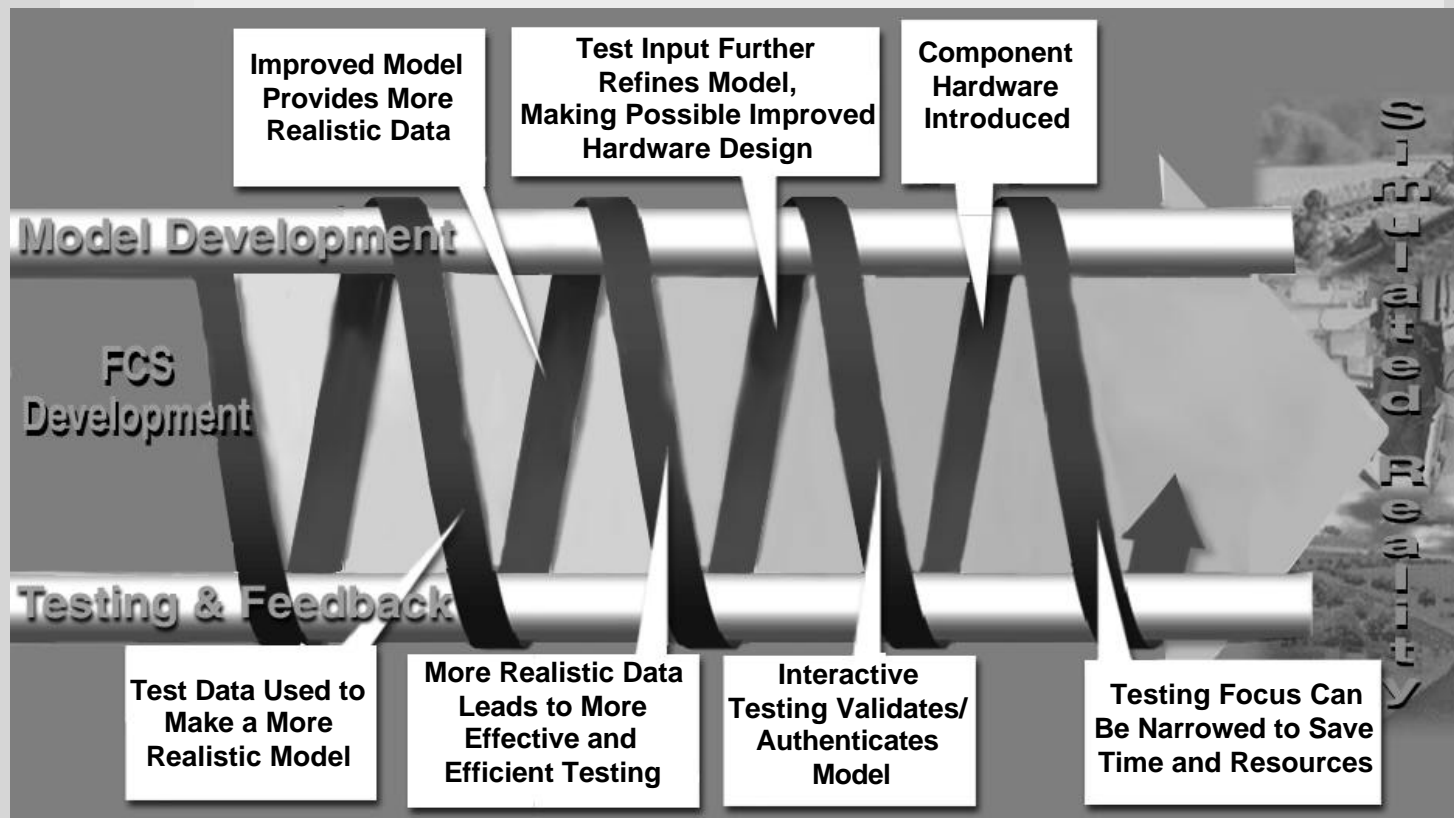 Improved Model
Provides More
Realistic Data
Test Input Further
Refines Model,
Making Possible Improved
Hardware Design
Component
Hardware
Introduced
Model Development
FCS
Development
Testing & Feedback
Simulated Reality
Test Data Used to
Make a More
Realistic Model
More Realistic Data
Leads to More
Effective and
Efficient Testing
Interactive
Testing Validates/
Authenticates
Model
Testing Focus Can
Be Narrowed to Save
Time and Resources